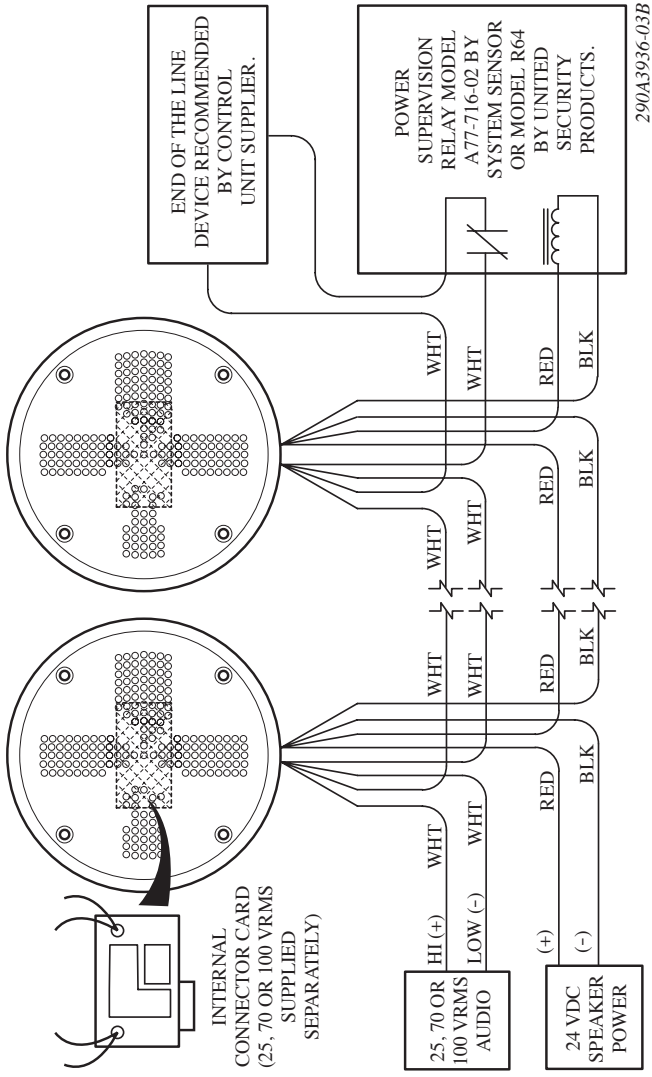 INTERNAL
CONNECTOR CARD
(25, 70 OR 100 VRMS
SUPPLIED
SEPARATELY)
END OF THE LINE
DEVICE RECOMMENDED
BY CONTROL
UNIT SUPPLIER.
25, 70 OR
100 VRMS
AUDIO
HI (+)
LOW (-)
WHT
WHT
WHT
WHT
WHT
WHT
WHT
WHT
24 VDC
SPEAKER
POWER
(+)
(-)
RED
BLK
RED
BLK
RED
BLK
RED
BLK
POWER
SUPERVISION
RELAY MODEL
A77-716-02 BY
SYSTEM SENSOR
OR MODEL R64
BY UNITED
SECURITY
PRODUCTS.
290A3936-03B